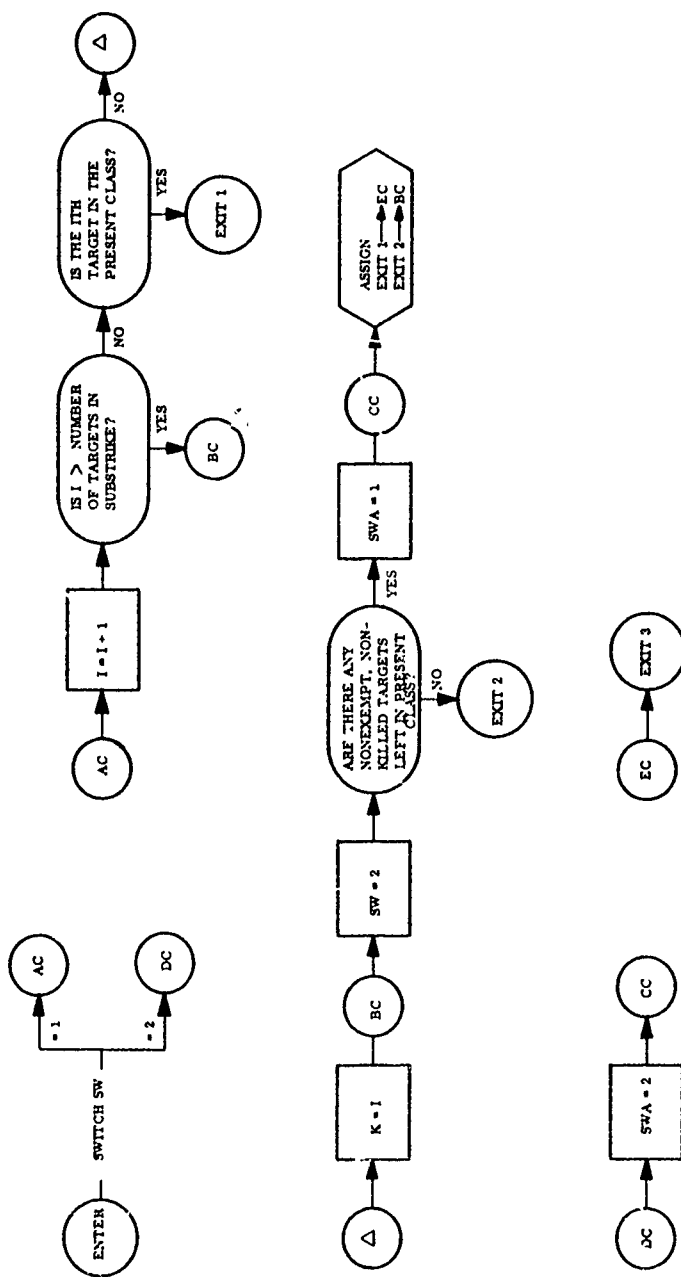 ENTER
SWITCH SW
= 1
AC
= 2
DC
AC
I = I + 1
IS I > NUMBER
OF TARGETS IN
SUBSTRIKE?
YES
BC
NO
IS THE ITH
TARGET IN THE
PRESENT CLASS?
YES
EXIT 1
NO
Δ
Δ
K = I
BC
SW = 2
ARE THERE ANY
NONEXEMPT, NON-
KILLED TARGETS
LEFT IN PRESENT
CLASS?
NO
EXIT 2
YES
SWA = 1
CC
ASSIGN
EXIT 1 → EC
EXIT 2 → BC
DC
SWA = 2
CC
EC
EXIT 3